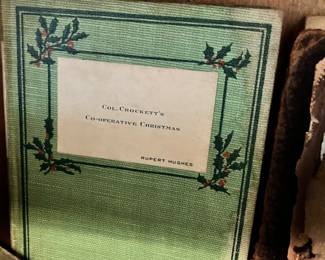 COL. CROCKETT'S
CO-OPERATIVE CHRISTMAS
RUPERT HUGHES